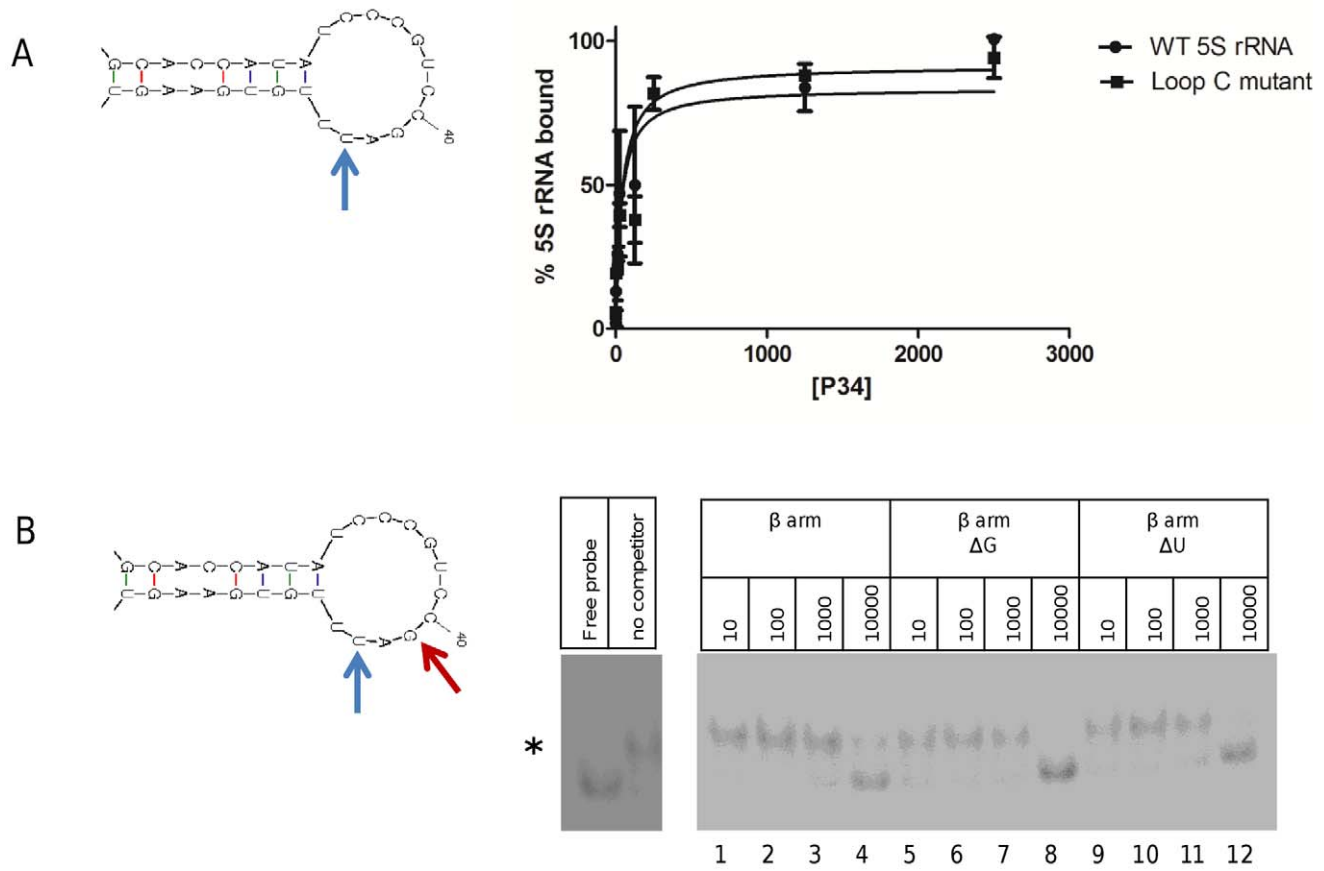 A
G C A C C A U A U C C C G U C C G A U U
U G A A G U G U
40
% 5S rRNA bound
100
50
0
0 1000 2000 3000
[P34]
WT 5S rRNA
Loop C mutant
B
G C A C C A U A U C C C G U C C G A U U
U G A A G U G U
40
Free probe
no competitor
β arm
β arm
ΔG
β arm
ΔU
10 100 1000 10000 10 100 1000 10000 10 100 1000 10000
*
1 2 3 4 5 6 7 8 9 10 11 12